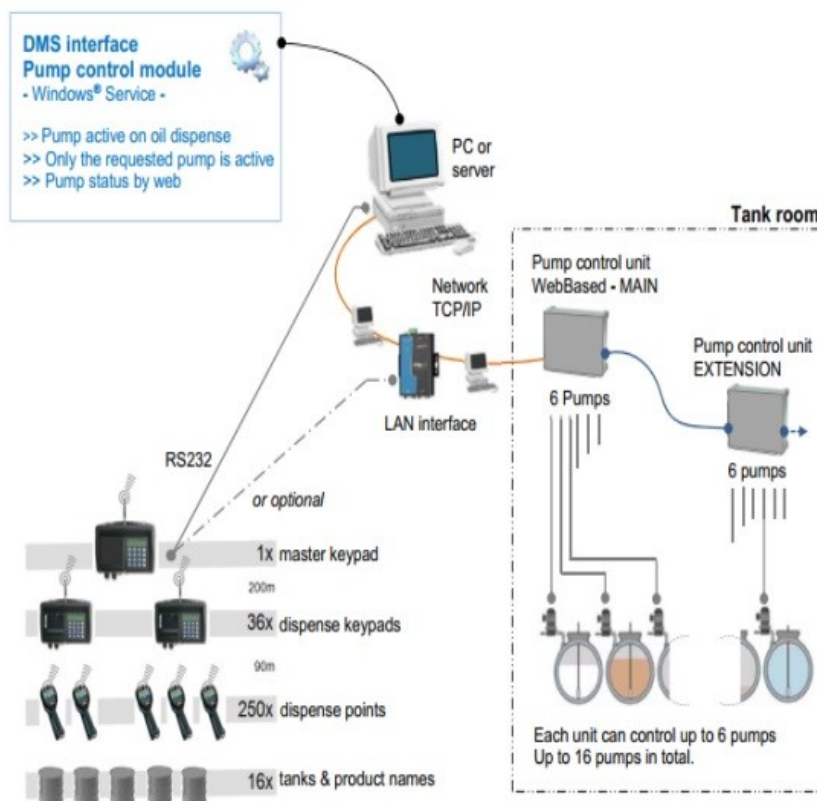 DMS interface
Pump control module
- Windows® Service -
>> Pump active on oil dispense
>> Only the requested pump is active
>> Pump status by web
PC or
server
Tank room
Network
TCP/IP
Pump control unit
WebBased - MAIN
Pump control unit
EXTENSION
LAN interface
6 Pumps
6 pumps
RS232
or optional
1x master keypad
200m
36x dispense keypads
90m
250x dispense points
16x tanks & product names
Each unit can control up to 6 pumps
Up to 16 pumps in total.